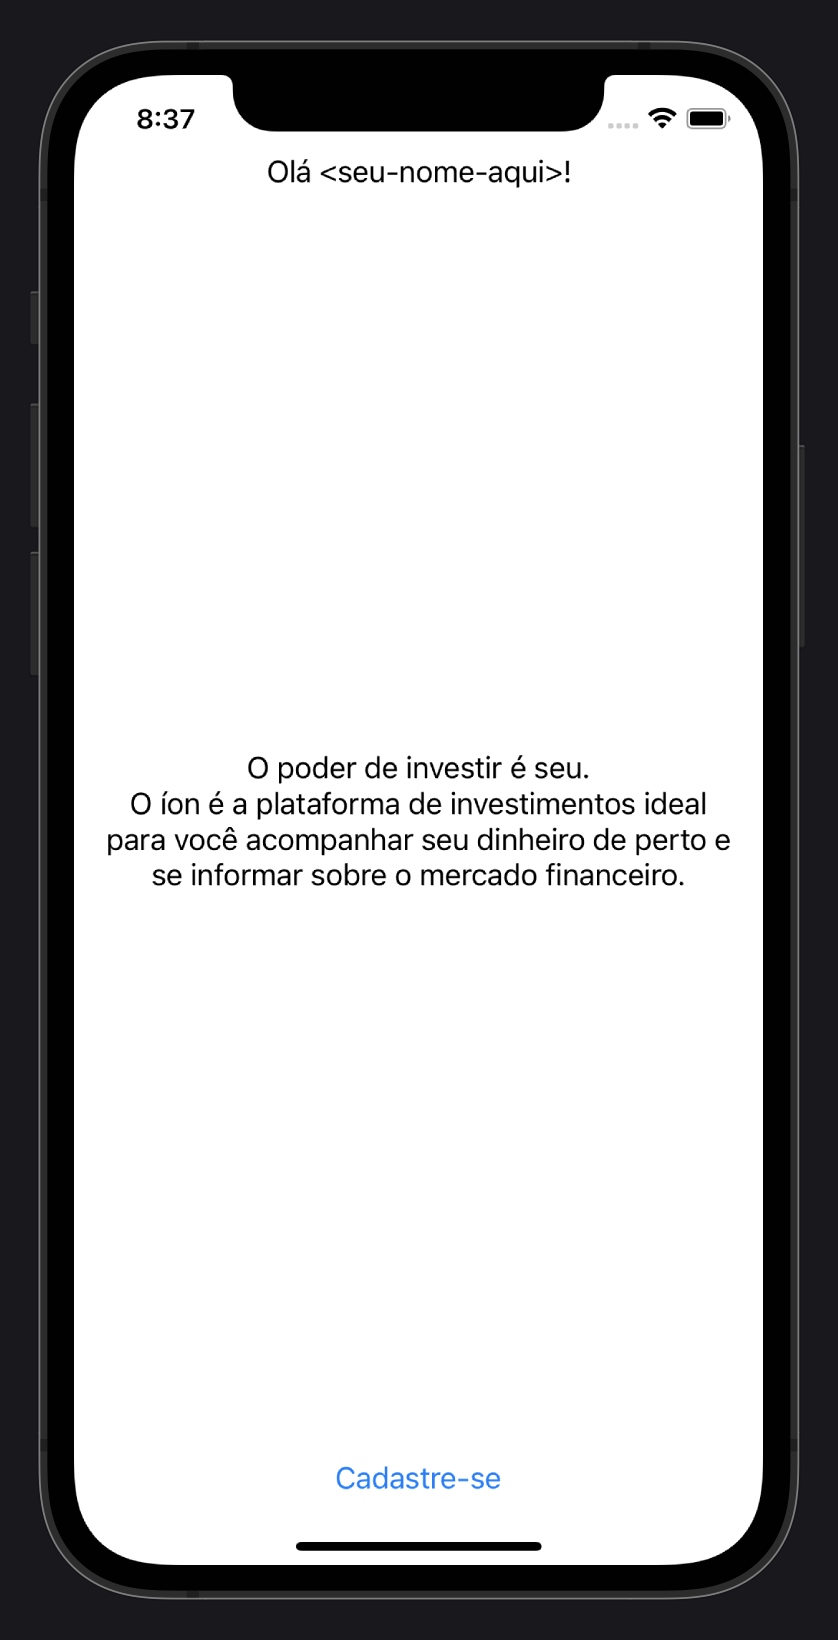 8:37
Olá <seu-nome-aqui>!
O poder de investir é seu.
O íon é a plataforma de investimentos ideal
para você acompanhar seu dinheiro de perto e
se informar sobre o mercado financeiro.
Cadastre-se